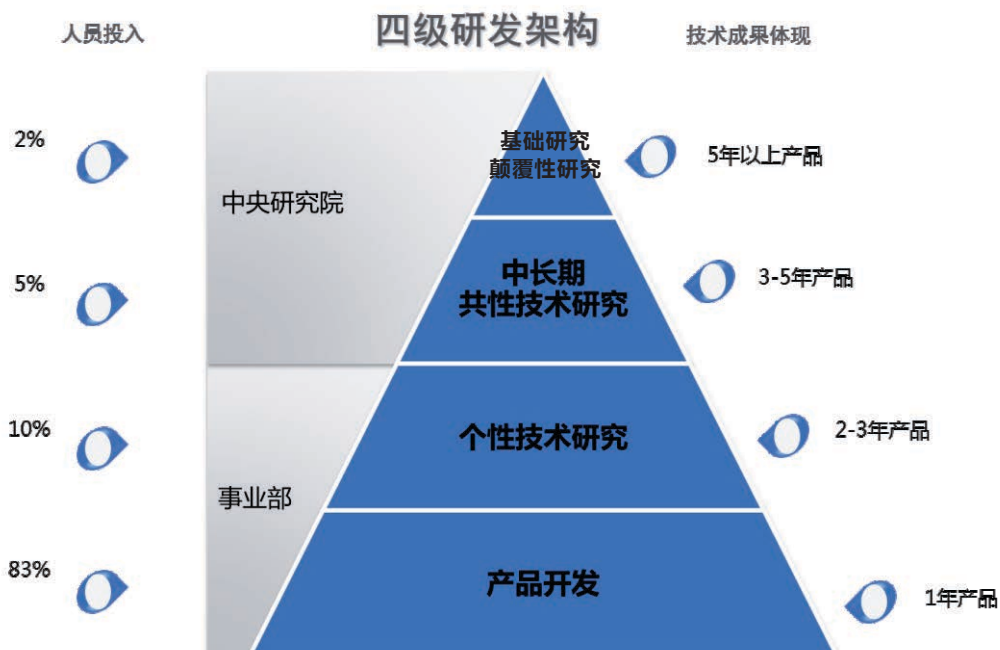 四级研发架构
人员投入
技术成果体现
2%
中央研究院
基础研究
颠覆性研究
5年以上产品
5%
中长期
共性技术研究
3-5年产品
10%
事业部
个性技术研究
2-3年产品
83%
产品开发
1年产品